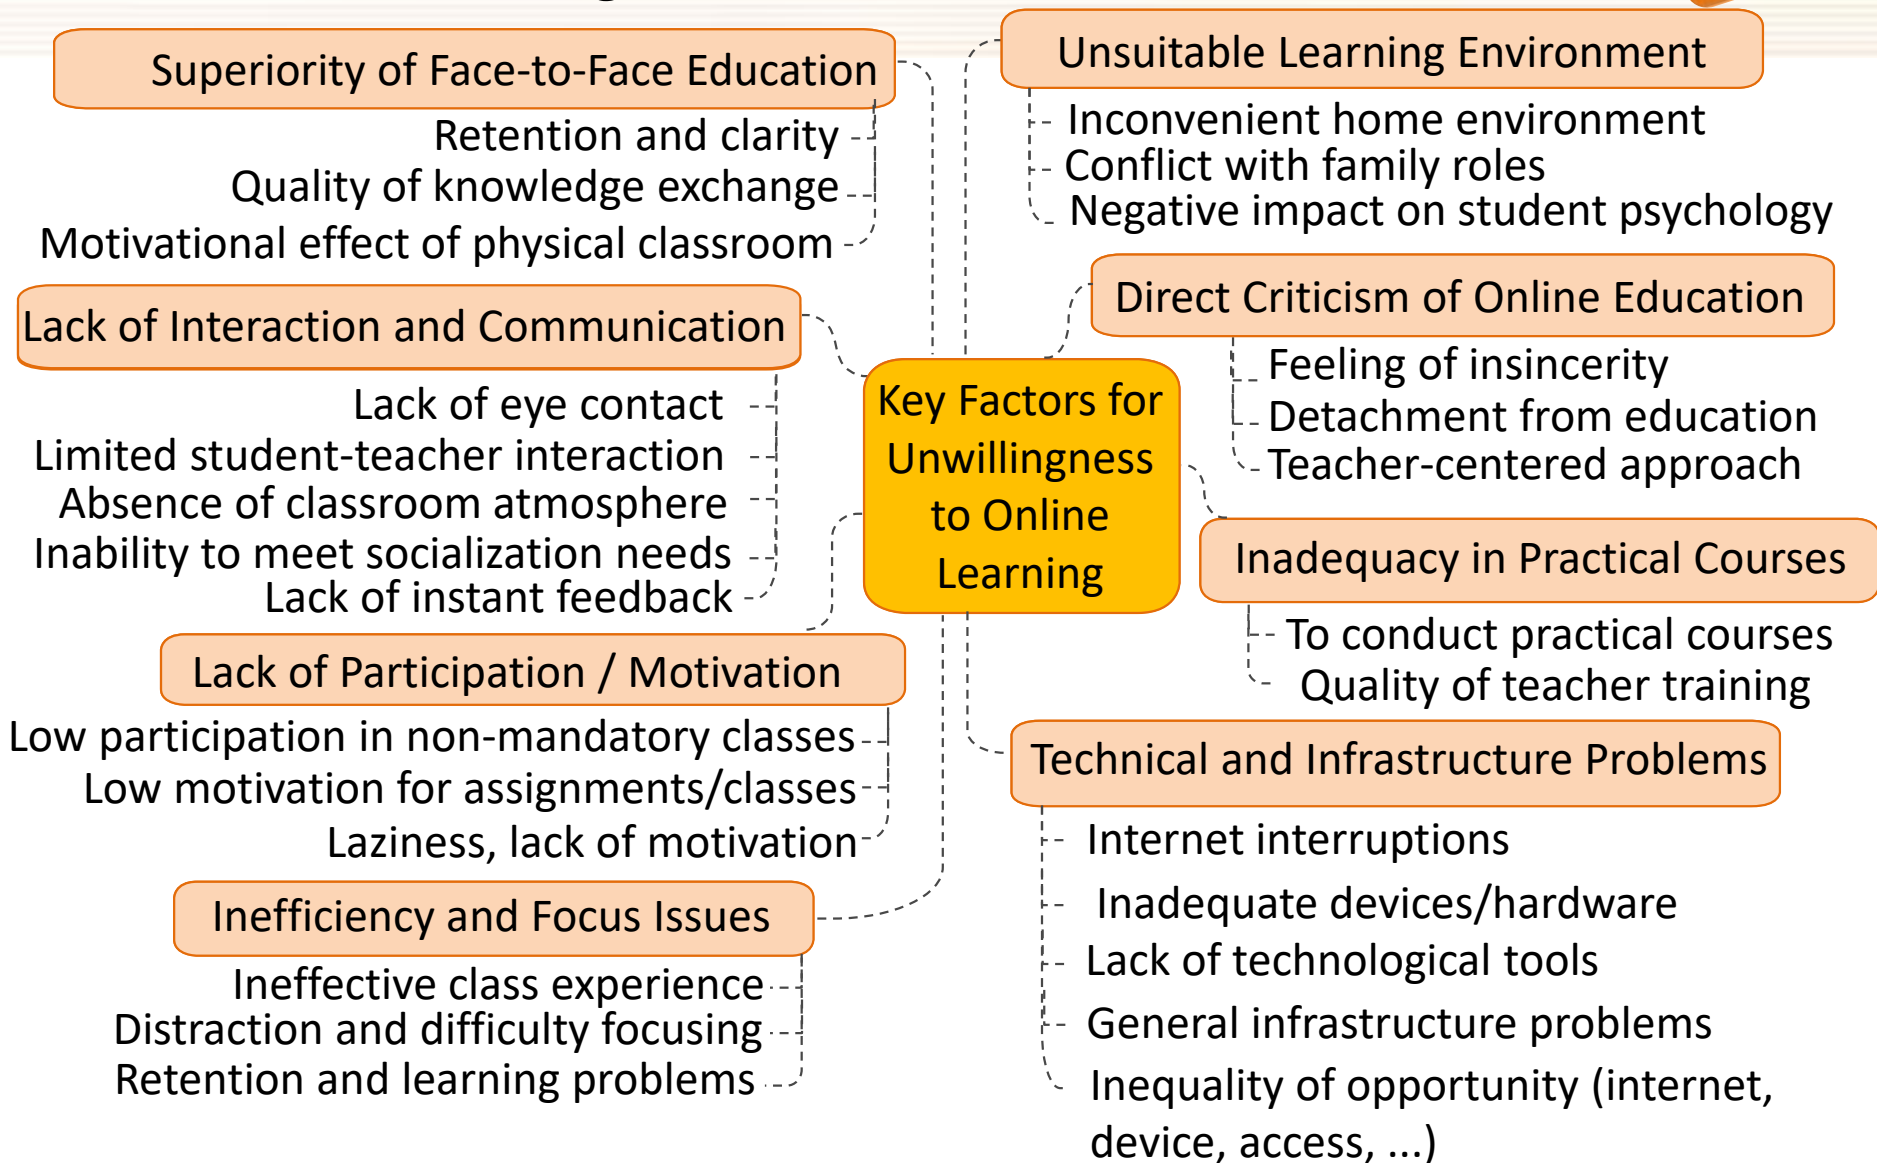 Superiority of Face-to-Face Education
Retention and clarity
Quality of knowledge exchange
Motivational effect of physical classroom
Lack of Interaction and Communication
Lack of eye contact
Limited student-teacher interaction
Absence of classroom atmosphere
Inability to meet socialization needs
Lack of instant feedback
Lack of Participation / Motivation
Low participation in non-mandatory classes
Low motivation for assignments/classes
Laziness, lack of motivation
Inefficiency and Focus Issues
Ineffective class experience
Distraction and difficulty focusing
Retention and learning problems
Key Factors for
Unwillingness
to Online
Learning
Unsuitable Learning Environment
Inconvenient home environment
Conflict with family roles
Negative impact on student psychology
Direct Criticism of Online Education
Feeling of insincerity
Detachment from education
Teacher-centered approach
Inadequacy in Practical Courses
To conduct practical courses
Quality of teacher training
Technical and Infrastructure Problems
Internet interruptions
Inadequate devices/hardware
Lack of technological tools
General infrastructure problems
Inequality of opportunity (internet,
device, access, ...)